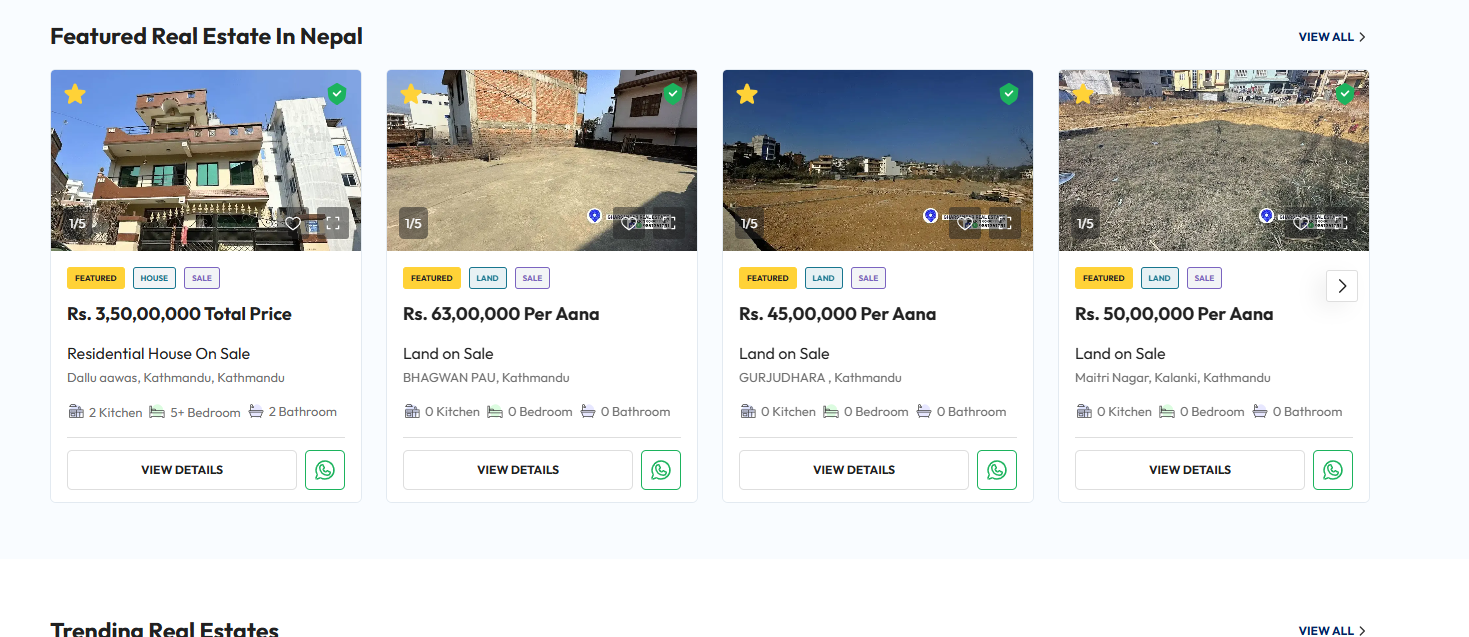 Featured Real Estate In Nepal
VIEW ALL
1/5
FEATURED HOUSE SALE
Rs. 3,50,00,000 Total Price
Residential House On Sale
Dallu aawas, Kathmandu, Kathmandu
2 Kitchen 5+ Bedroom 2 Bathroom
VIEW DETAILS
1/5
FEATURED LAND SALE
Rs. 63,00,000 Per Aana
Land on Sale
BHAGWAN PAU, Kathmandu
0 Kitchen 0 Bedroom 0 Bathroom
VIEW DETAILS
1/5
FEATURED LAND SALE
Rs. 45,00,000 Per Aana
Land on Sale
GURJUDHARA , Kathmandu
0 Kitchen 0 Bedroom 0 Bathroom
VIEW DETAILS
1/5
FEATURED LAND SALE
Rs. 50,00,000 Per Aana
Land on Sale
Maitri Nagar, Kalanki, Kathmandu
0 Kitchen 0 Bedroom 0 Bathroom
VIEW DETAILS
Trending Real Estates
VIEW ALL